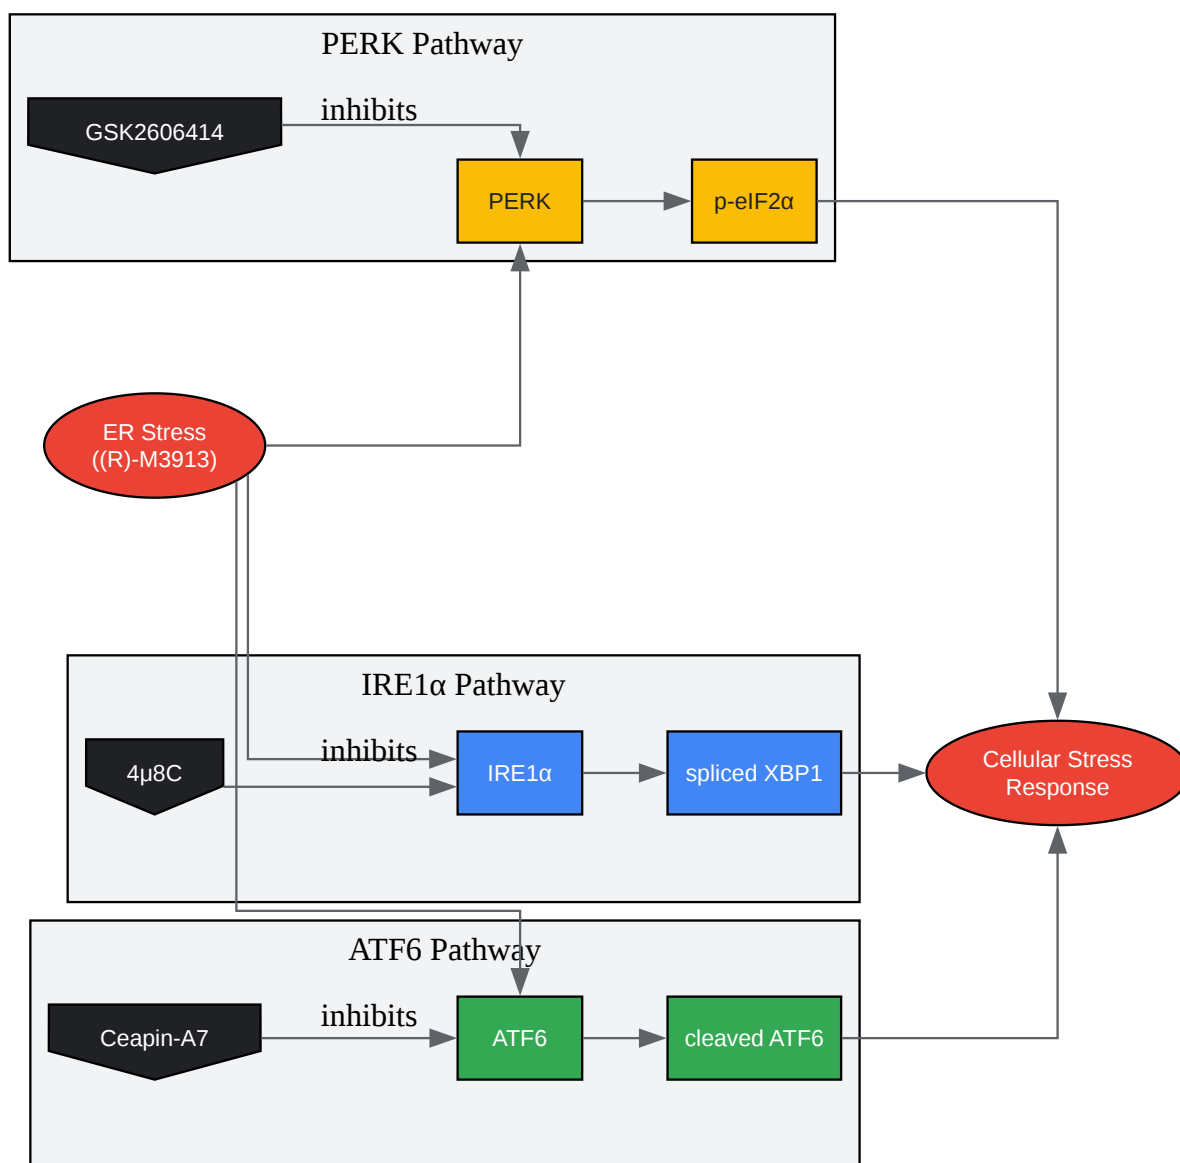 PERK Pathway
GSK2606414
inhibits
PERK
p-eIF2α
ER Stress
((R)-M3913)
IRE1α Pathway
4μ8C
inhibits
IRE1α
spliced XBP1
Cellular Stress
Response
ATF6 Pathway
Ceapin-A7
inhibits
ATF6
cleaved ATF6